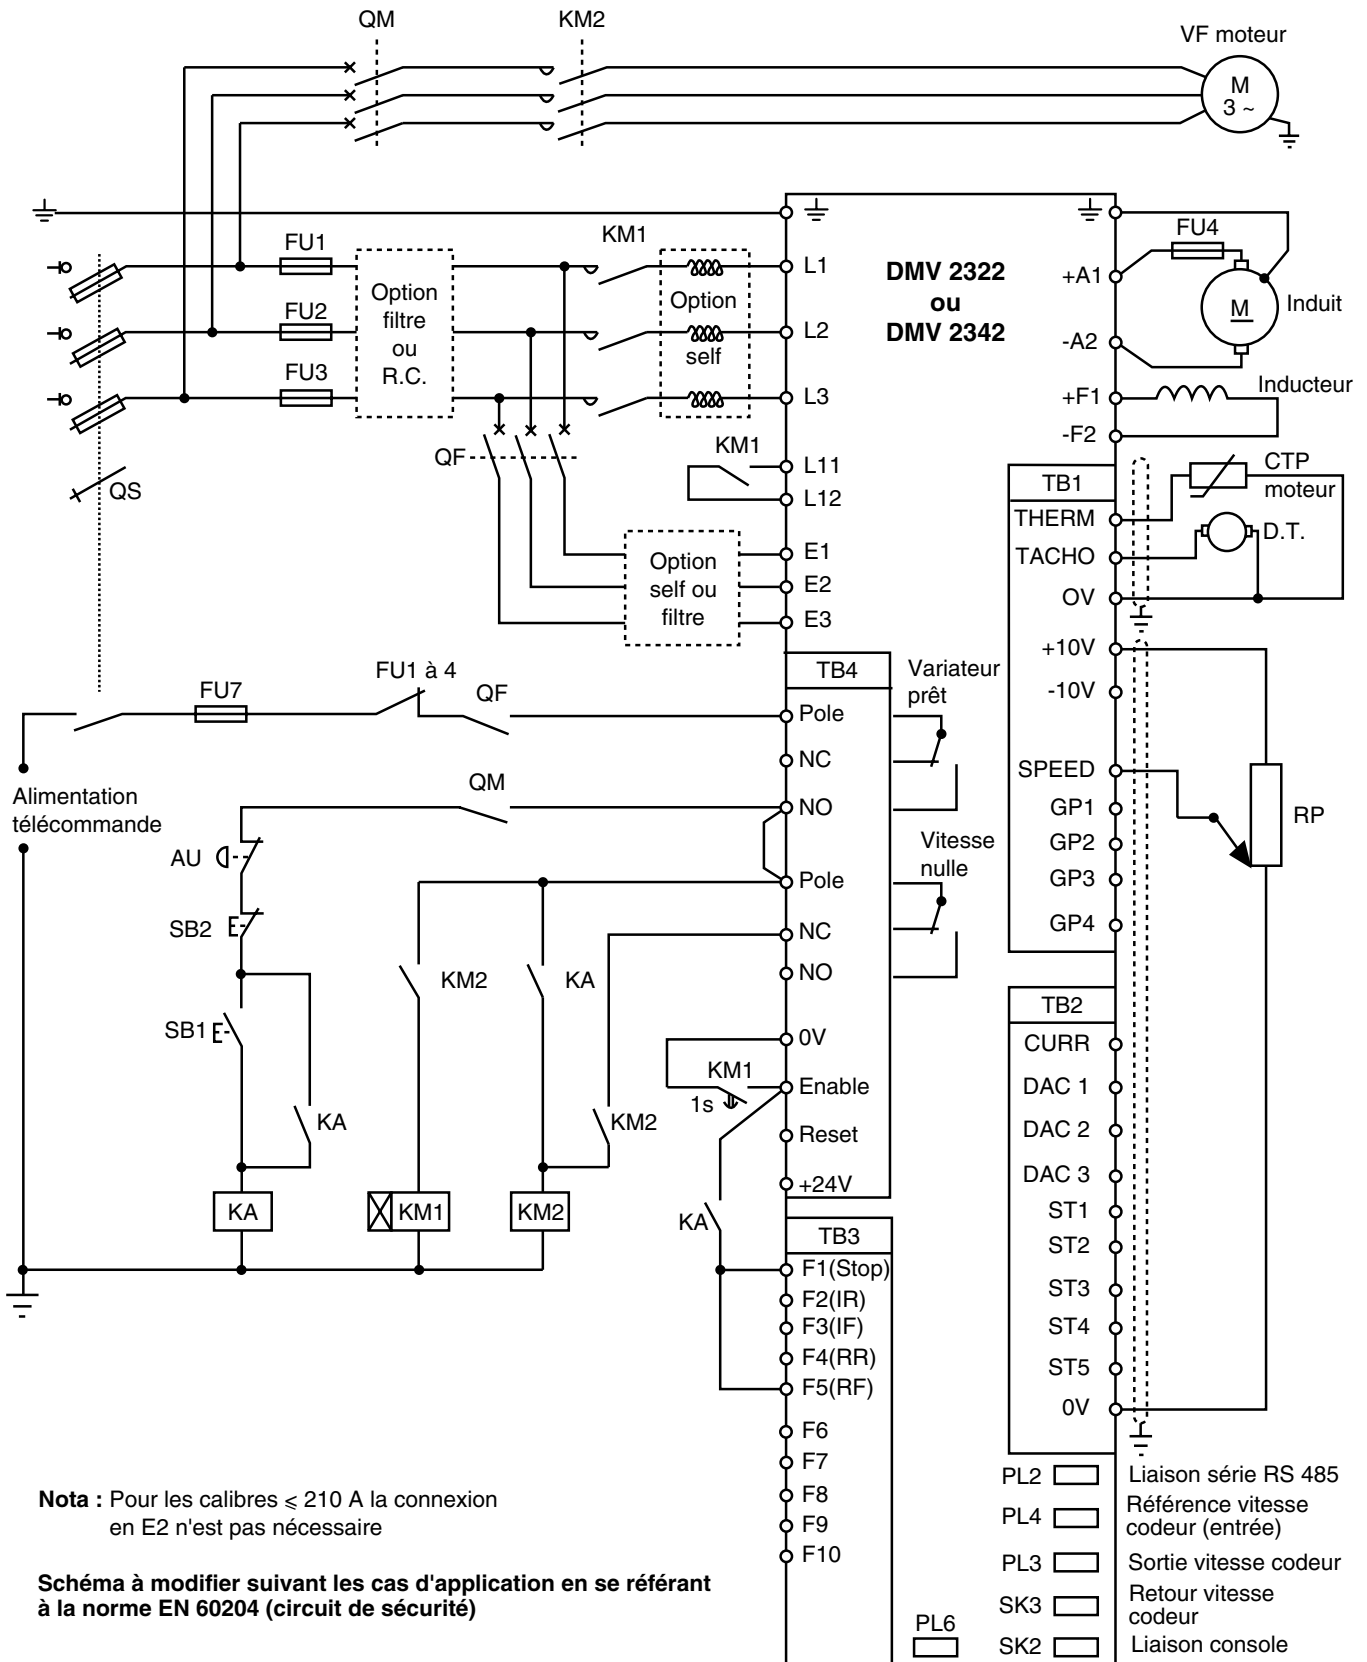 QM
KM2
VF moteur
M
3 ~
FU1
KM1
FU2
FU3
Option
filtre
ou
R.C.
Option
self
L1
L2
L3
DMV 2322
ou
DMV 2342
+A1
-A2
+F1
-F2
FU4
M
Induit
Inducteur
QF
QS
KM1
L11
L12
E1
E2
E3
Option
self ou
filtre
TB1
THERM
TACHO
OV
+10V
-10V
SPEED
GP1
GP2
GP3
GP4
CTP
moteur
D.T.
RP
FU7
FU1 à 4
QF
Alimentation
télécommande
QM
AU
SB2
SB1
KA
KM2
KA
KM2
KA
KM1
KM2
TB4
Pole
NC
NO
Pole
NC
NO
0V
Enable
Reset
+24V
Variateur
prêt
Vitesse
nulle
KM1
1s
KA
TB2
CURR
DAC 1
DAC 2
DAC 3
ST1
ST2
ST3
ST4
ST5
0V
TB3
F1(Stop)
F2(IR)
F3(IF)
F4(RR)
F5(RF)
F6
F7
F8
F9
F10
PL6
PL2 Liaison série RS 485
PL4 Référence vitesse
codeur (entrée)
PL3 Sortie vitesse codeur
SK3 Retour vitesse
codeur
SK2 Liaison console
Nota : Pour les calibres ⩽ 210 A la connexion
en E2 n'est pas nécessaire
Schéma à modifier suivant les cas d'application en se référant
à la norme EN 60204 (circuit de sécurité)